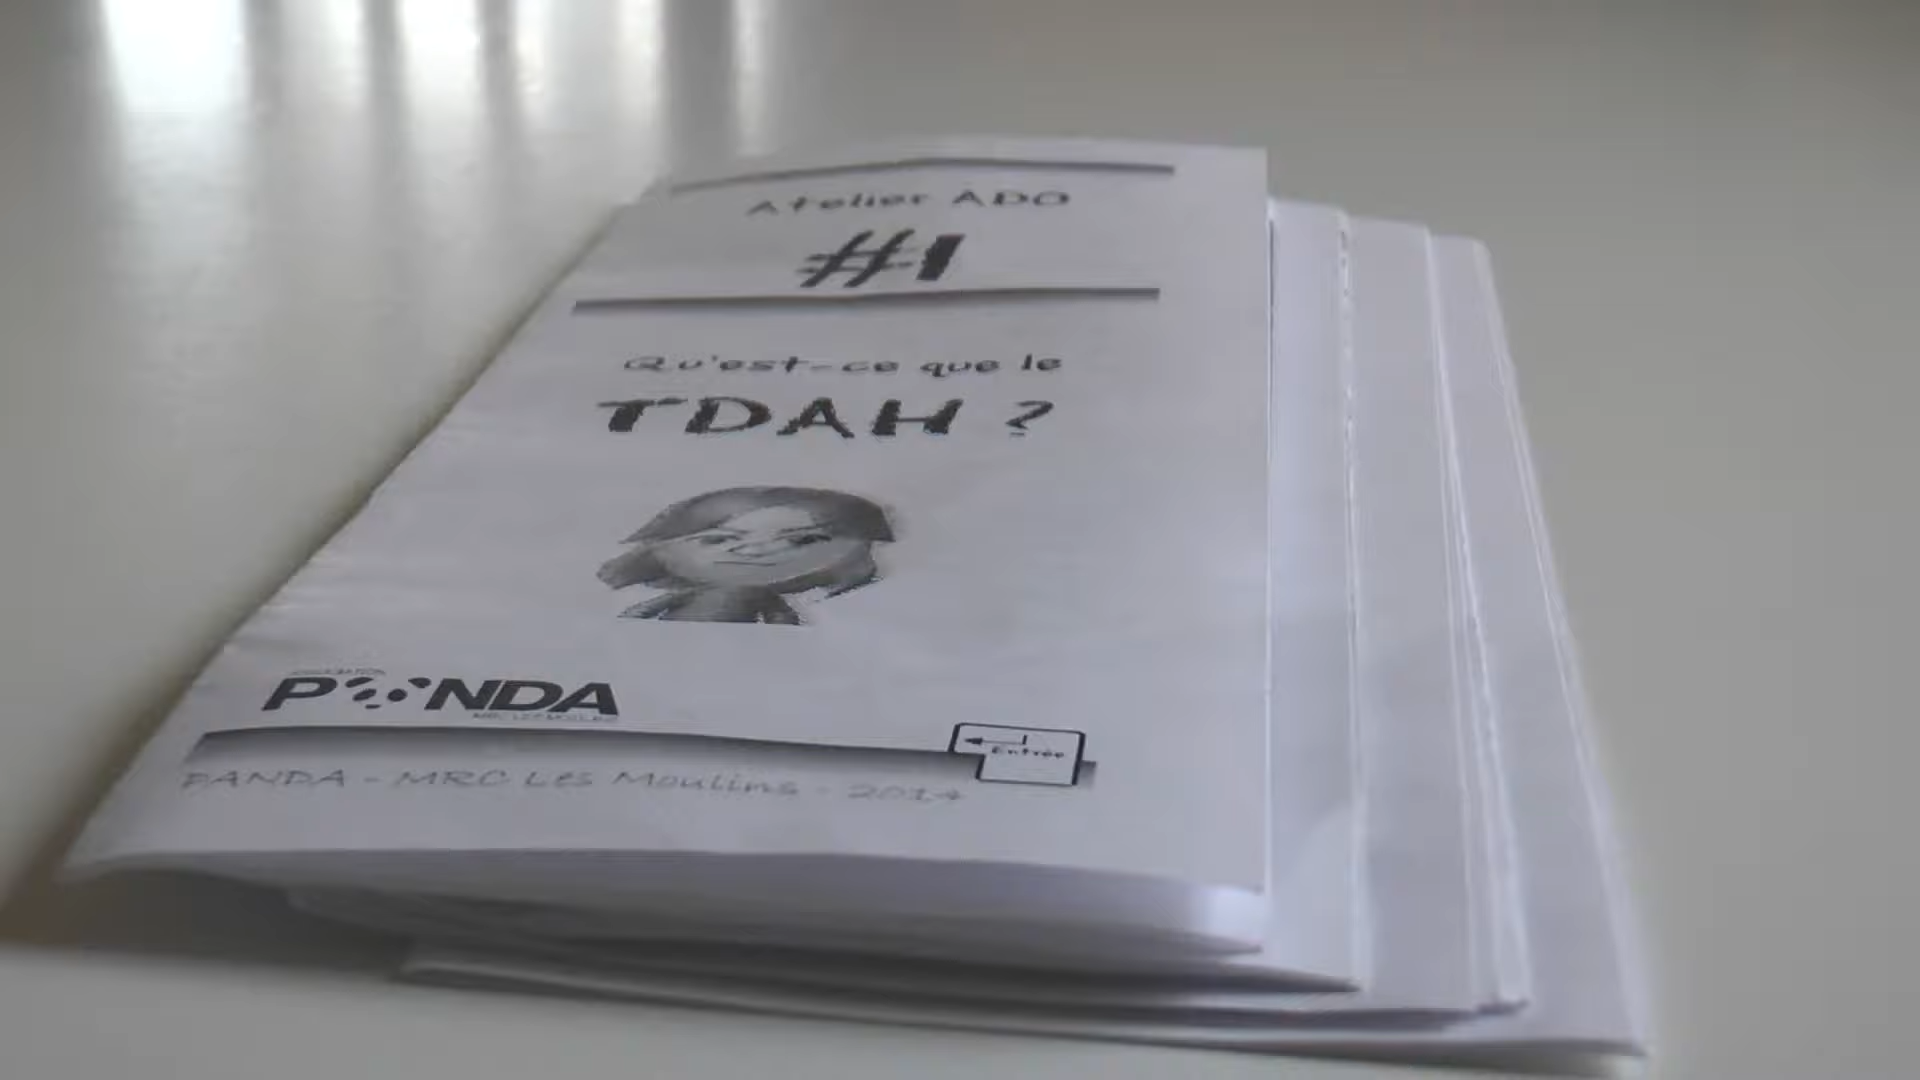 Atelier ADO
#1
Qu'est-ce que le
TDAH ?
PANDA
Entrée
PANDA - MRC Les Moulins - 2014